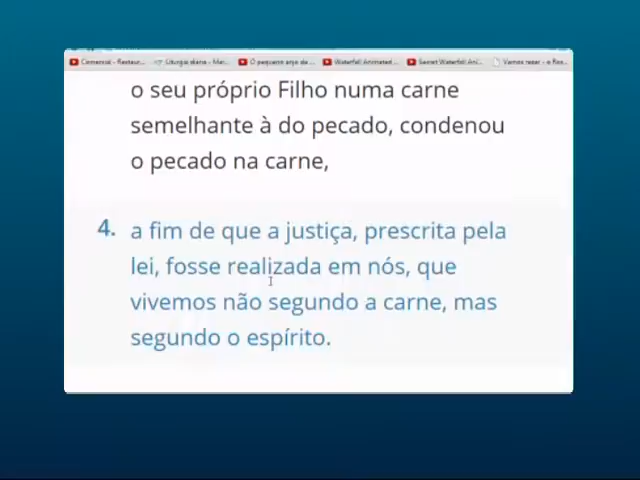 o seu próprio Filho numa carne
semelhante à do pecado, condenou
o pecado na carne,
4. a fim de que a justiça, prescrita pela
lei, fosse realizada em nós, que
vivemos não segundo a carne, mas
segundo o espírito.